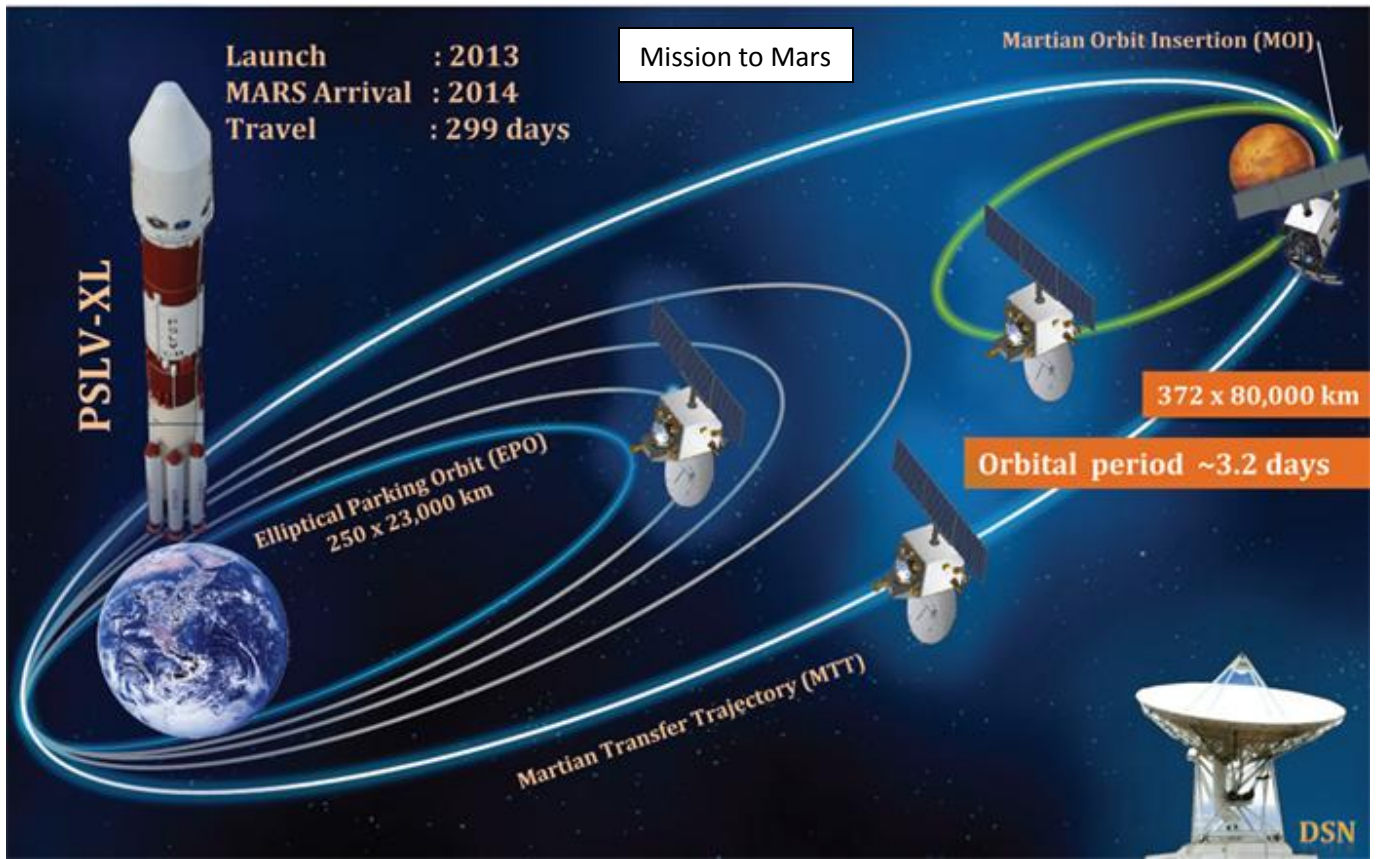 Launch : 2013
MARS Arrival : 2014
Travel : 299 days
Mission to Mars
Martian Orbit Insertion (MOI)
PSLV-XL
Elliptical Parking Orbit (EPO)
250 x 23,000 km
372 x 80,000 km
Orbital period ~3.2 days
Martian Transfer Trajectory (MTT)
DSN